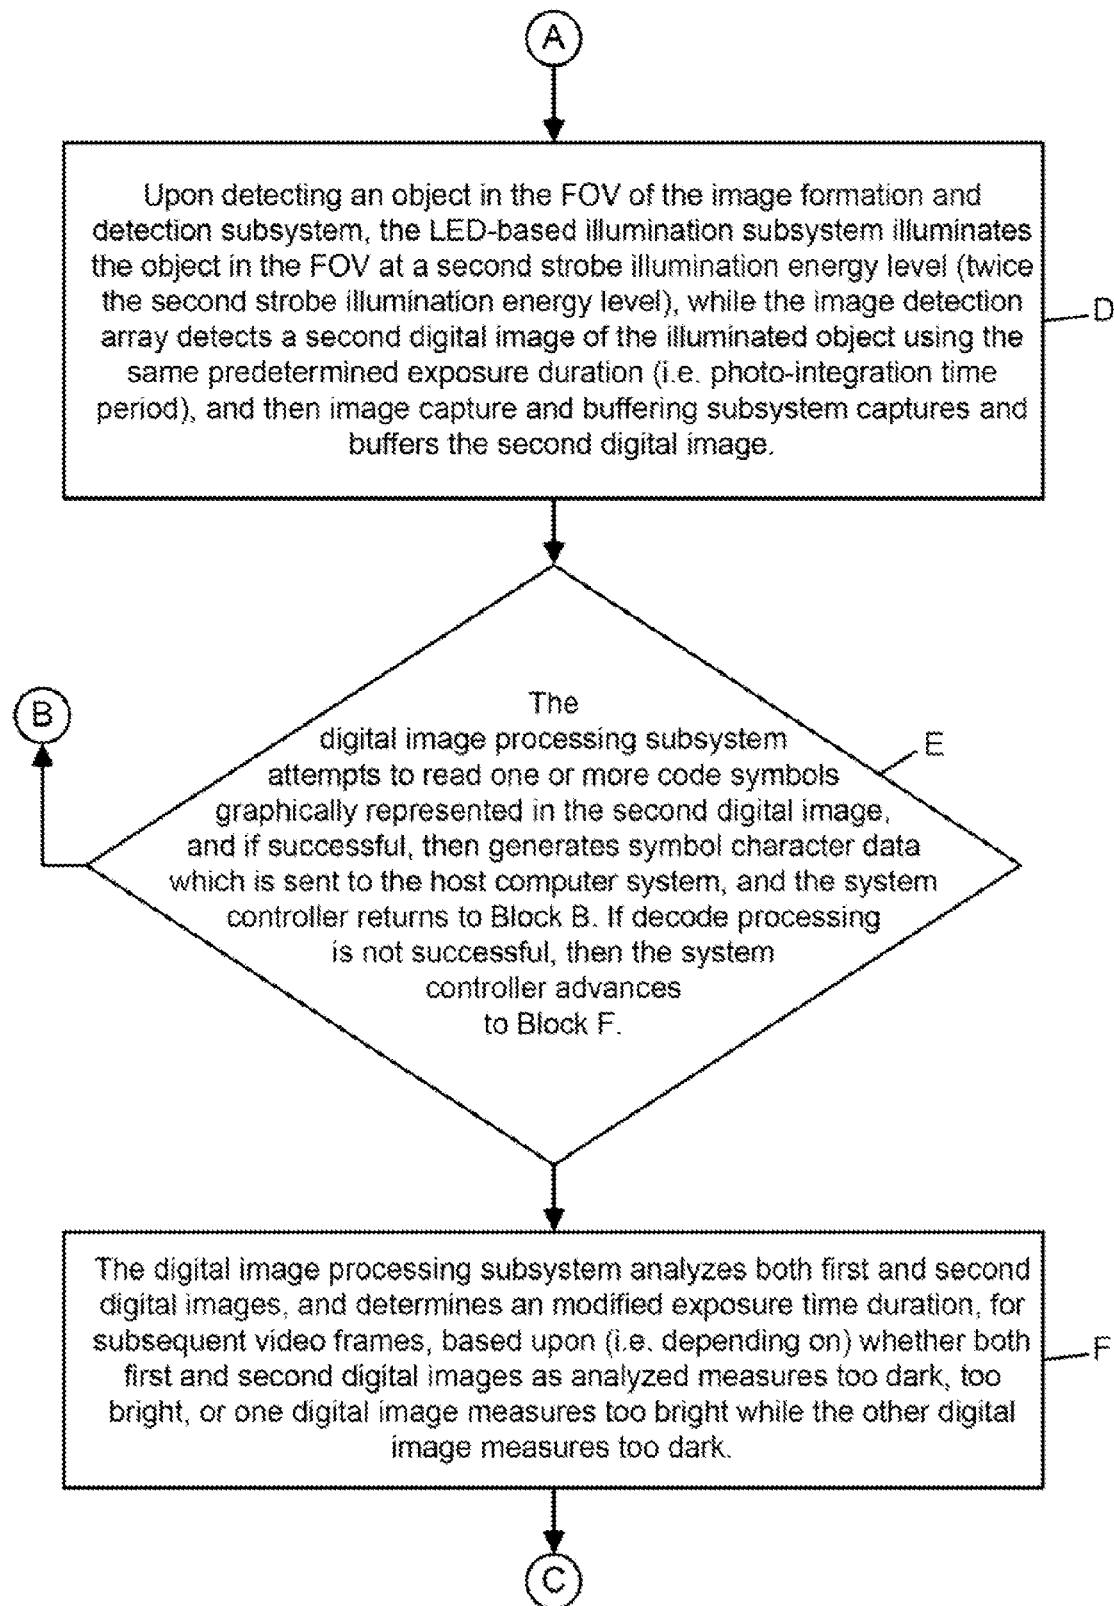 A
Upon detecting an object in the FOV of the image formation and
detection subsystem, the LED-based illumination subsystem illuminates
the object in the FOV at a second strobe illumination energy level (twice
the second strobe illumination energy level), while the image detection
array detects a second digital image of the illuminated object using the
same predetermined exposure duration (i.e. photo-integration time
period), and then image capture and buffering subsystem captures and
buffers the second digital image.
D
B
The
digital image processing subsystem
attempts to read one or more code symbols
graphically represented in the second digital image,
and if successful, then generates symbol character data
which is sent to the host computer system, and the system
controller returns to Block B. If decode processing
is not successful, then the system
controller advances
to Block F.
E
The digital image processing subsystem analyzes both first and second
digital images, and determines an modified exposure time duration, for
subsequent video frames, based upon (i.e. depending on) whether both
first and second digital images as analyzed measures too dark, too
bright, or one digital image measures too bright while the other digital
image measures too dark.
F
C